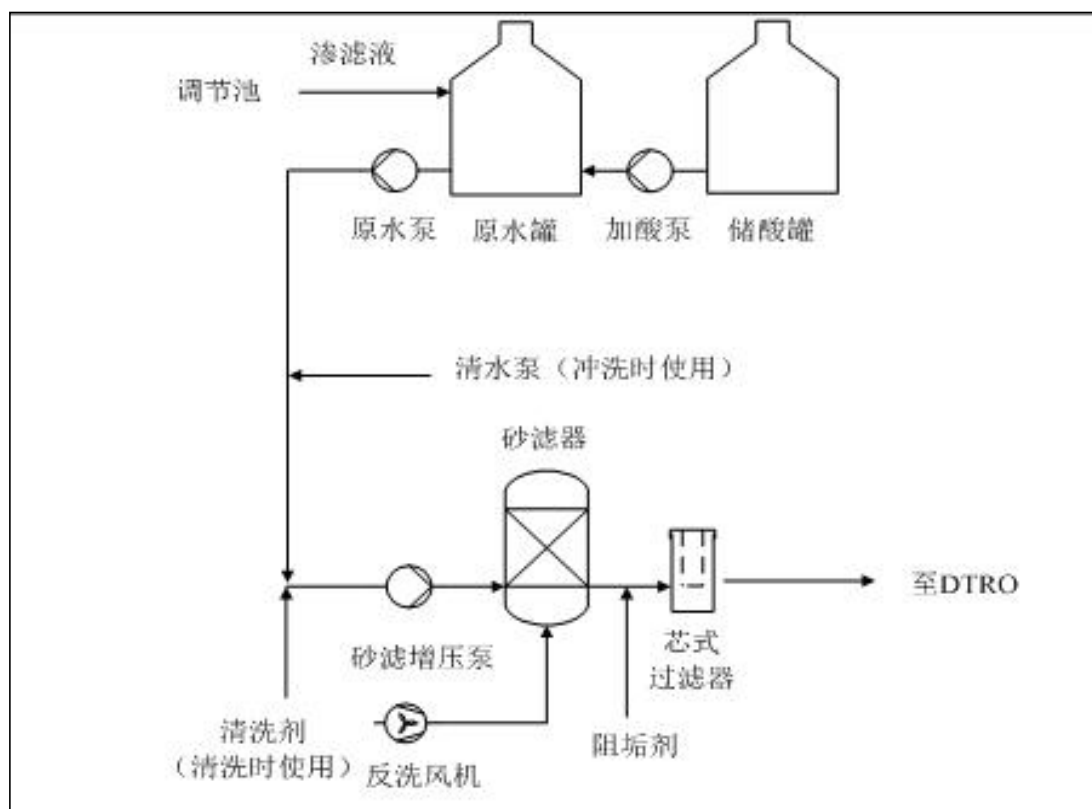 渗滤液
调节池
原水泵
原水罐
加酸泵
储酸罐
清水泵（冲洗时使用）
砂滤器
至DTRO
砂滤增压泵
芯式
过滤器
清洗剂
（清洗时使用）
反洗风机
阻垢剂